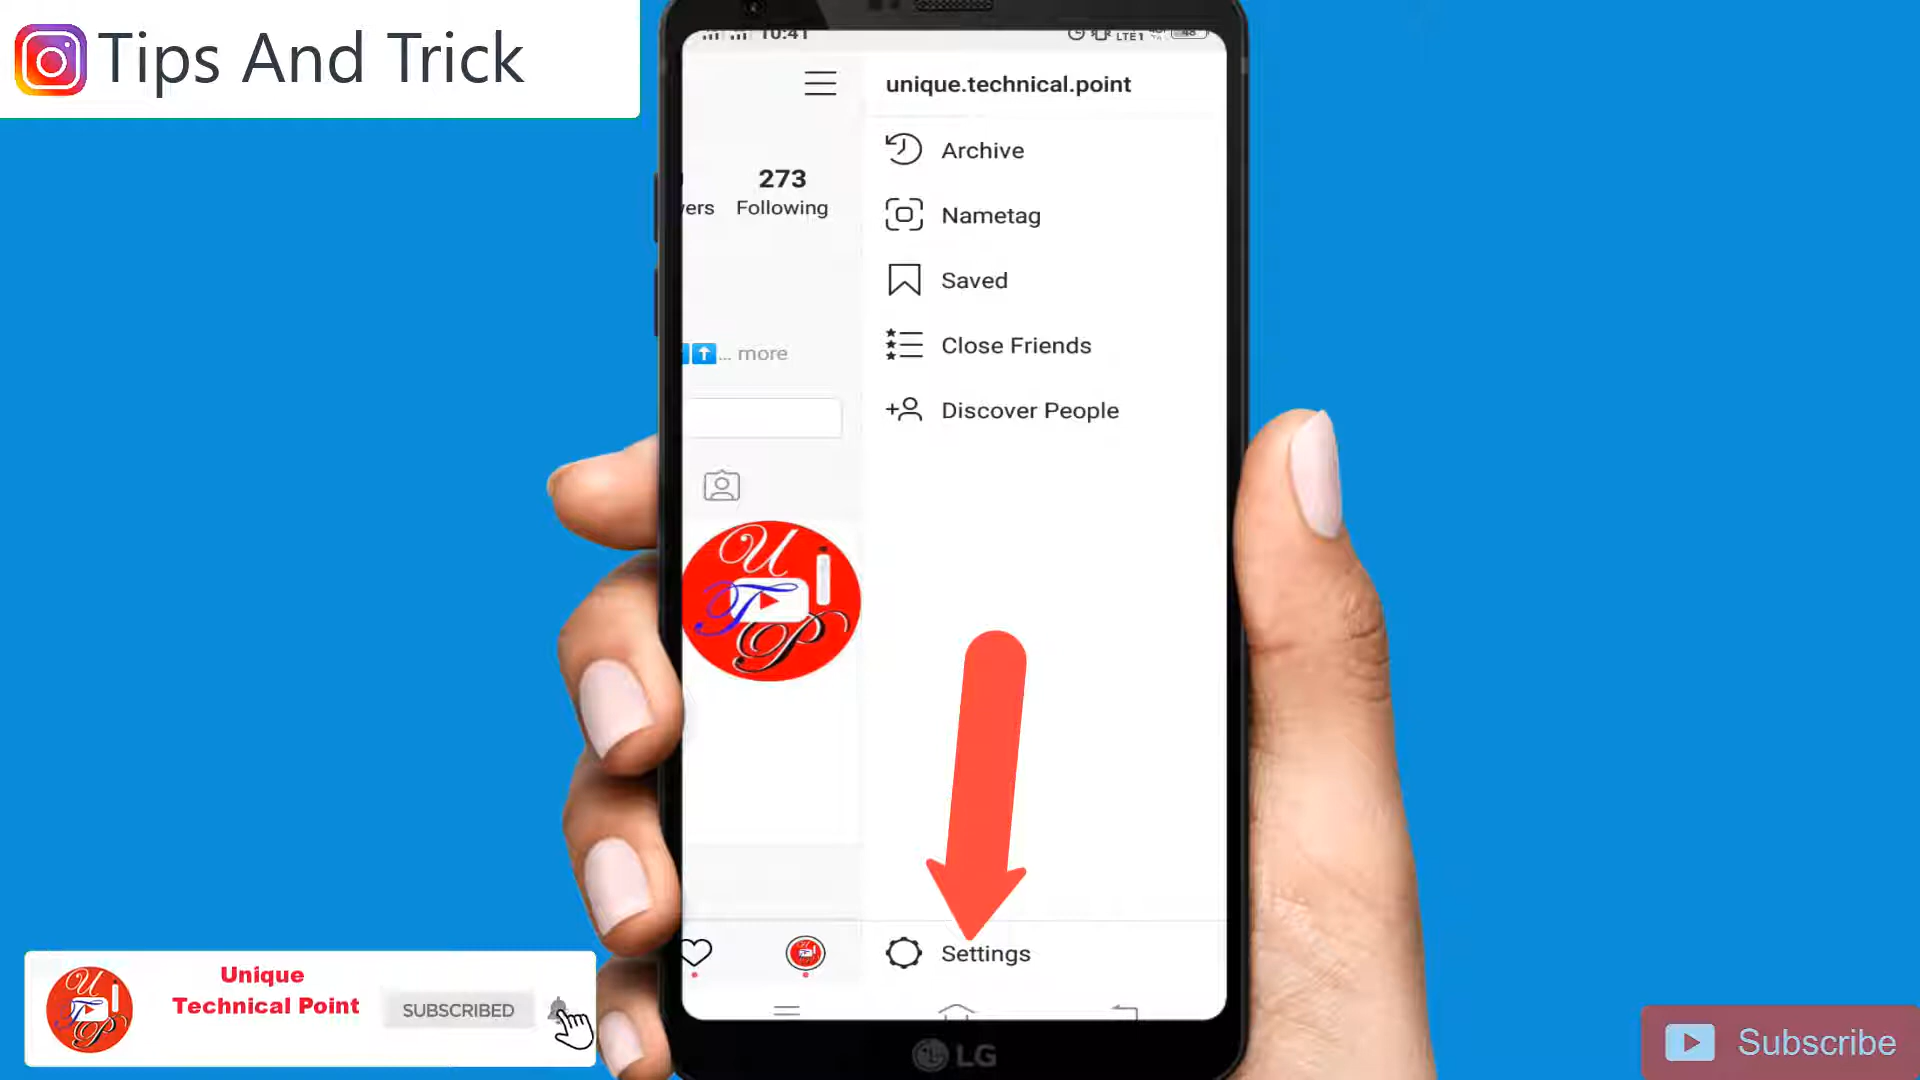 Tips And Trick
10:41
LTE1
48
unique.technical.point
Archive
273
Following
Nametag
Saved
... more
Close Friends
Discover People
U
T
P
Settings
Unique
Technical Point
SUBSCRIBED
LG
Subscribe